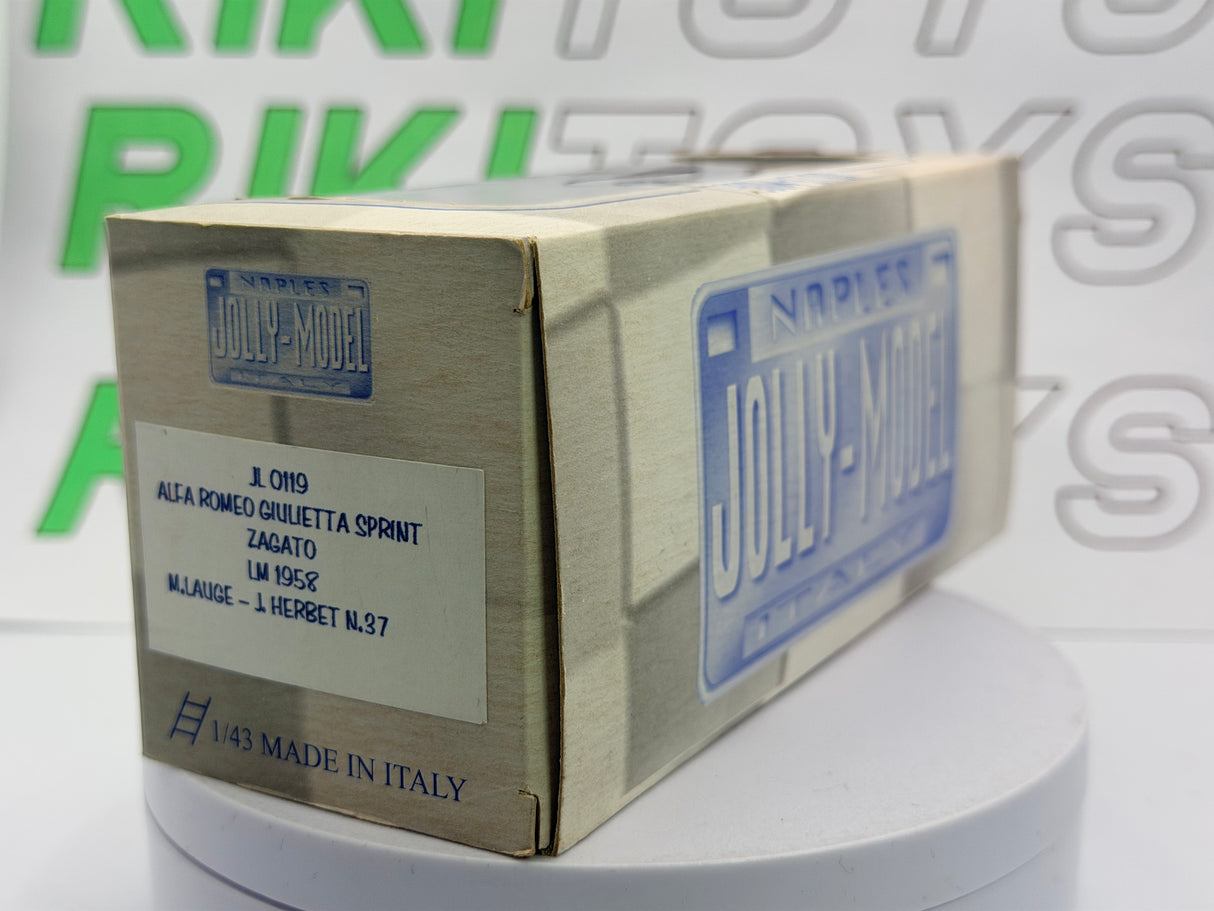 RIKITOYS
RIKITOYS
NAPLES
JOLLY-MODEL
ITALY
JL 0119
ALFA ROMEO GIULIETTA SPRINT
ZAGATO
LM 1958
M.LAUGE – J. HERBET N.37
1/43 MADE IN ITALY
NAPLES
JOLLY-MODEL
ITALY